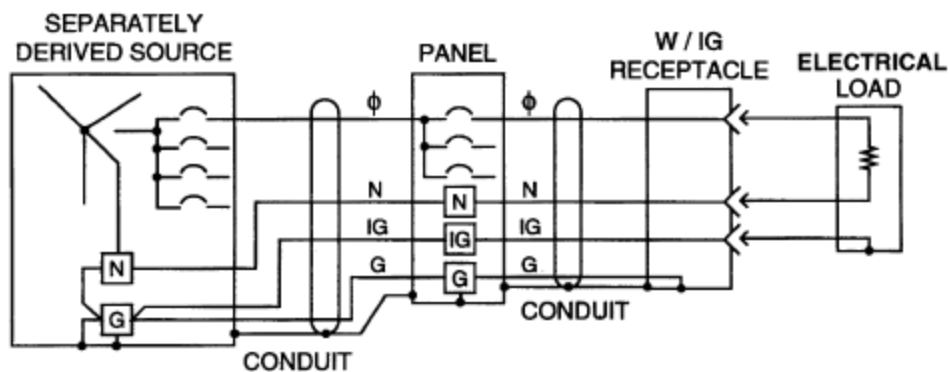 SEPARATELY
DERIVED SOURCE
PANEL
W / IG
RECEPTACLE
ELECTRICAL
LOAD
ϕ
ϕ
N
N
N
IG
IG
IG
G
G
G
N
G
CONDUIT
CONDUIT